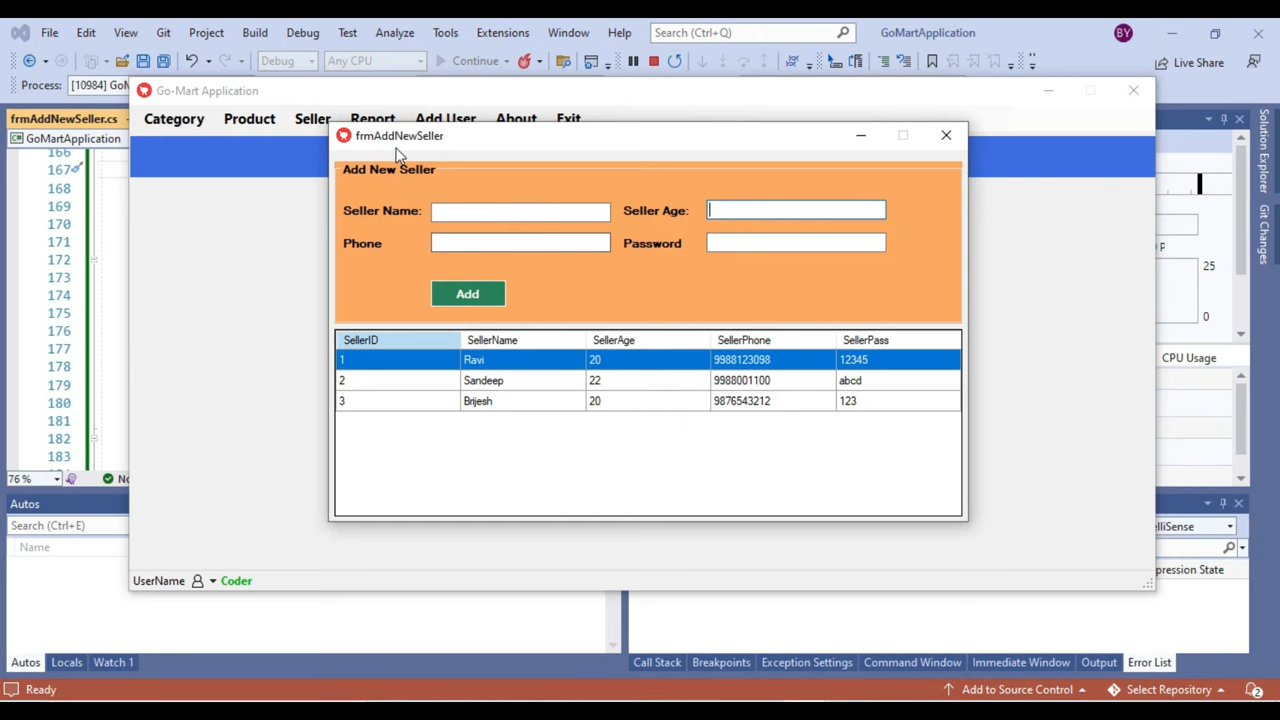 File Edit View Git Project Build Debug Test Analyze Tools Extensions Window Help Search (Ctrl+Q) GoMartApplication BY
Debug Any CPU Continue Live Share
Process: [10984] GoM
Go-Mart Application
frmAddNewSeller.cs
Category Product Seller Report Add User About Exit
GoMartApplication
frmAddNewSeller
166
167
168
169
170
171
172
173
174
175
176
177
178
179
180
181
182
183
Add New Seller
Seller Name: Seller Age:
Phone Password
Add
SellerID SellerName SellerAge SellerPhone SellerPass
1 Ravi 20 9988123098 12345
2 Sandeep 22 9988001100 abcd
3 Brijesh 20 9876543212 123
25
0
CPU Usage
Solution Explorer
Git Changes
76 % No
Autos
Search (Ctrl+E)
Name
UserName Coder
elliSense
pression State
Autos Locals Watch 1
Call Stack Breakpoints Exception Settings Command Window Immediate Window Output Error List
Ready Add to Source Control Select Repository 2